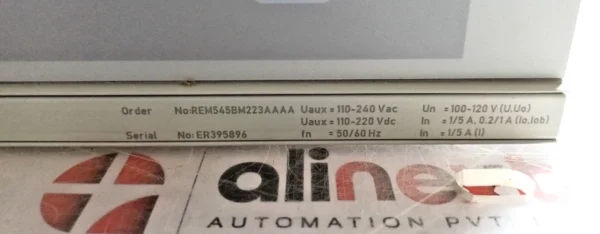 Order No:REM545BM223AAAA Uaux = 110-240 Vac Un = 100-120 V (U,Uo)
Uaux = 110-220 Vdc In = 1/5 A, 0.2/1 A (Io,Iob)
Serial No: ER395896 fn = 50/60 Hz In = 1/5 A (I)
aline
AUTOMATION PVT